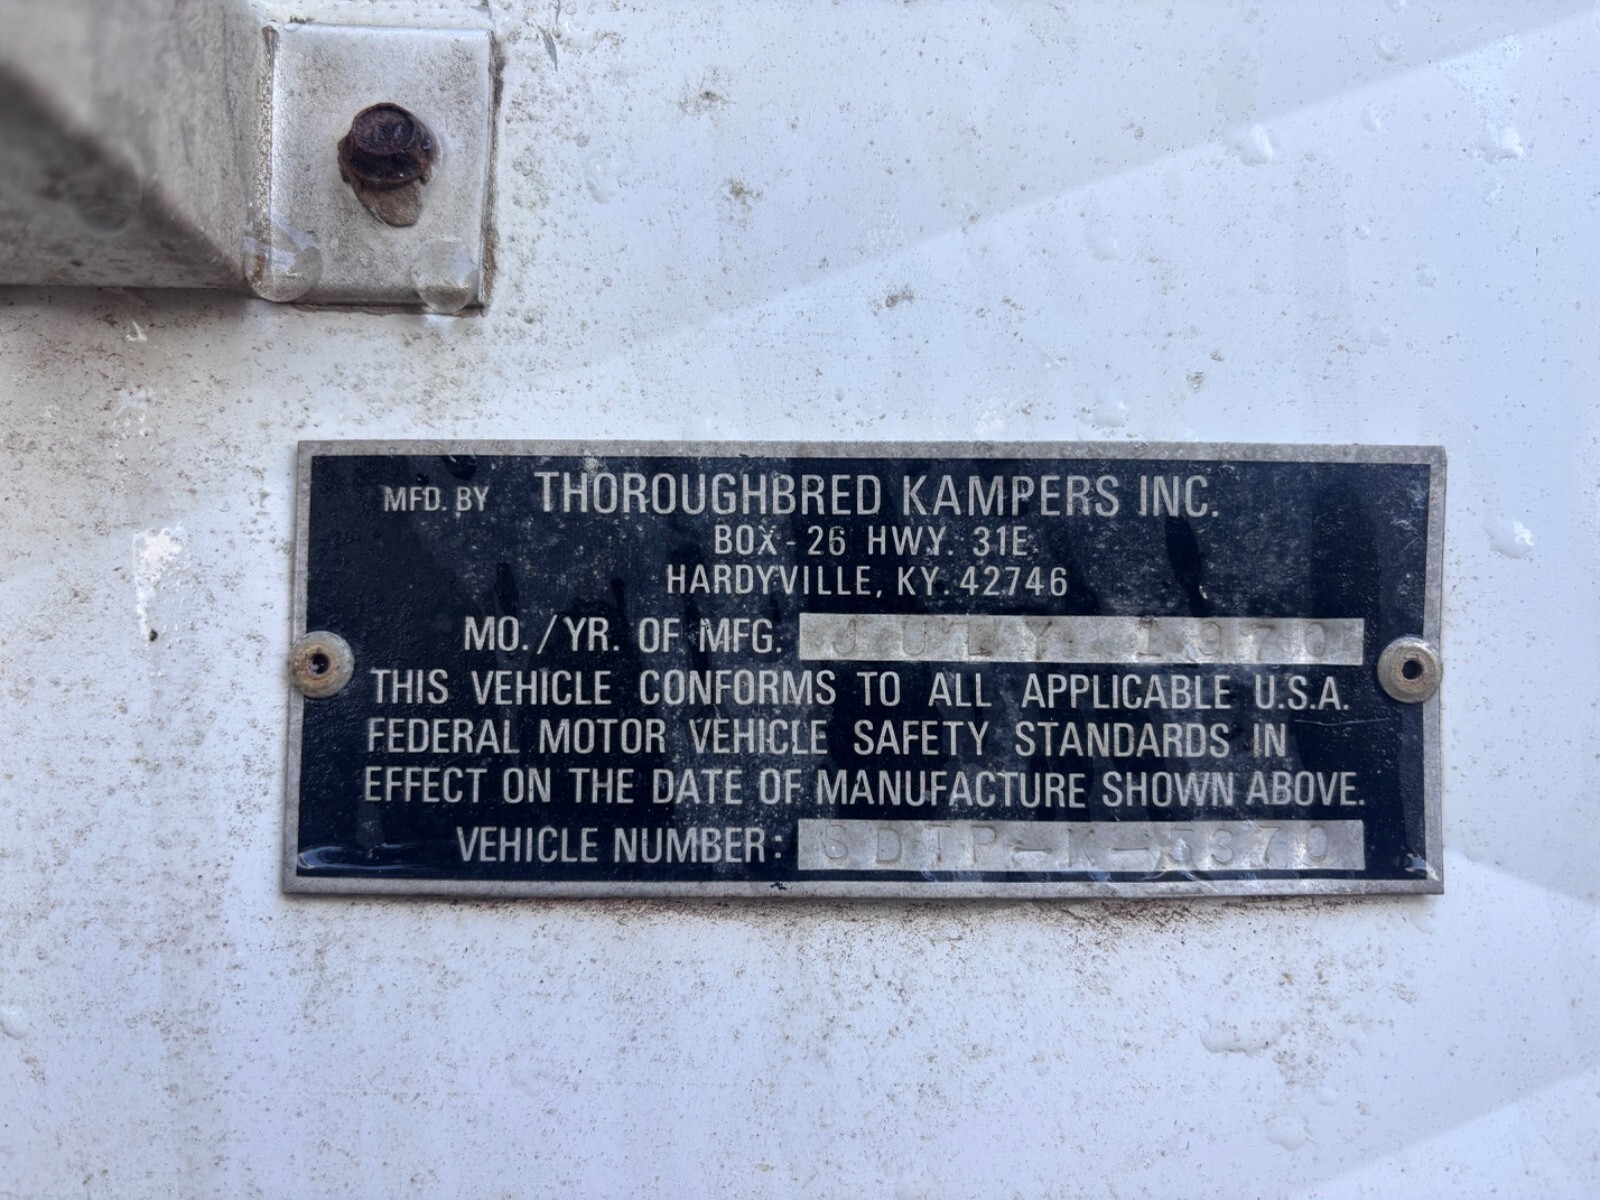 MFD. BY THOROUGHBRED KAMPERS INC.
BOX - 26 HWY. 31E
HARDYVILLE, KY. 42746
MO./YR. OF MFG. JULY 1970
THIS VEHICLE CONFORMS TO ALL APPLICABLE U.S.A.
FEDERAL MOTOR VEHICLE SAFETY STANDARDS IN
EFFECT ON THE DATE OF MANUFACTURE SHOWN ABOVE.
VEHICLE NUMBER: